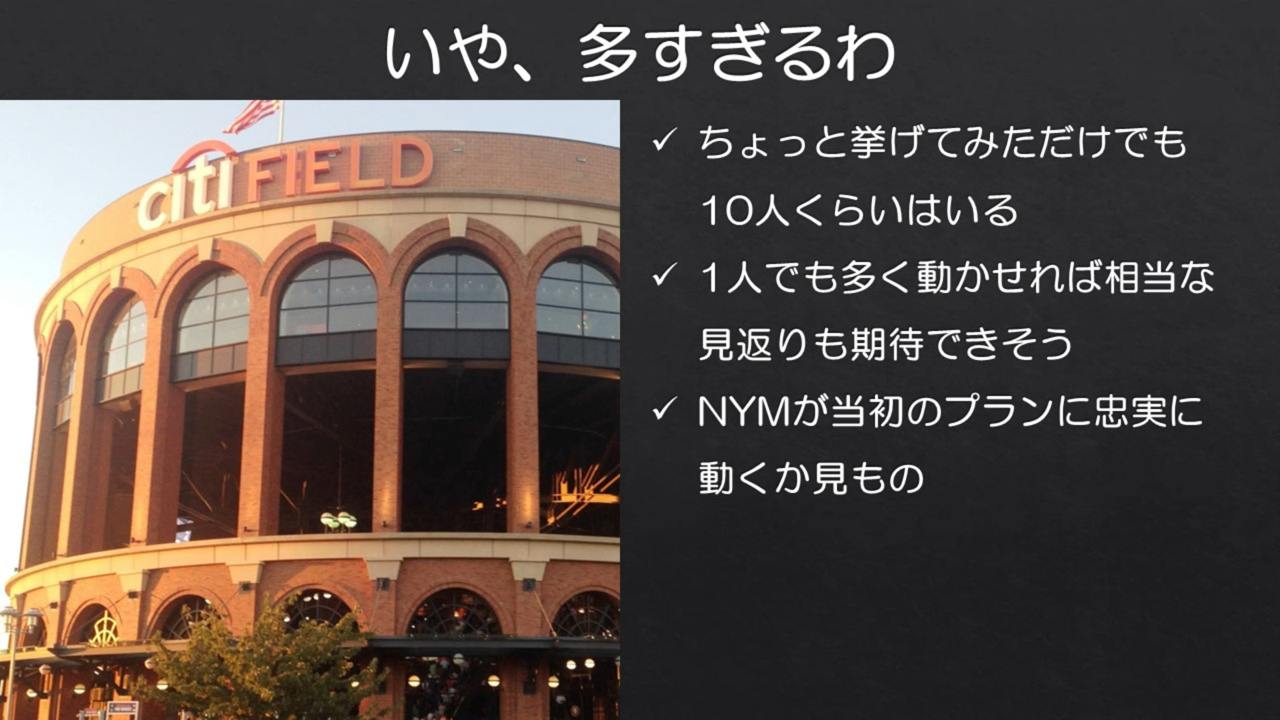 いや、多すぎるわ
citi FIELD
✓ ちょっと挙げてみただけでも
10人くらいはいる
✓ 1人でも多く動かせれば相当な
見返りも期待できそう
✓ NYMが当初のプランに忠実に
動くか見もの